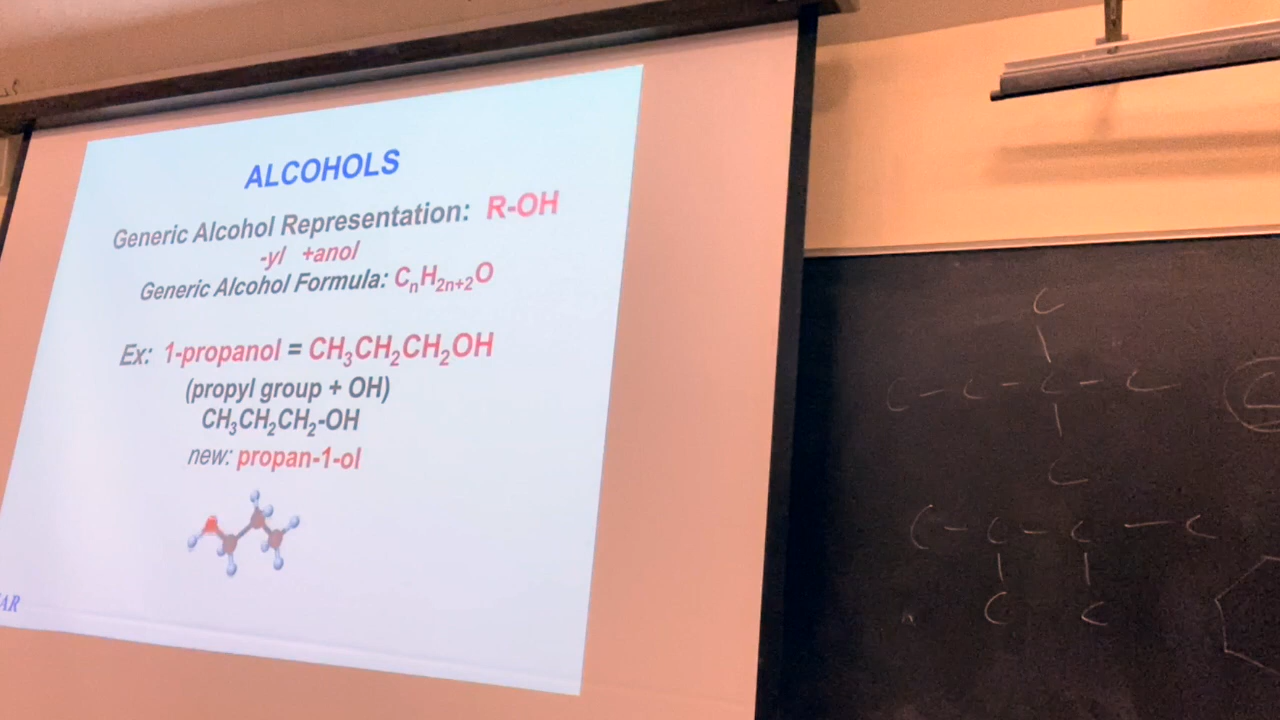 ALCOHOLS
Generic Alcohol Representation: R-OH
-yl +anol
Generic Alcohol Formula: CₙH₂ₙ₊₂O
Ex: 1-propanol = CH₃CH₂CH₂OH
(propyl group + OH)
CH₃CH₂CH₂-OH
new: propan-1-ol
AR
C
C-C-C-C
C
C-C-C-C
C C